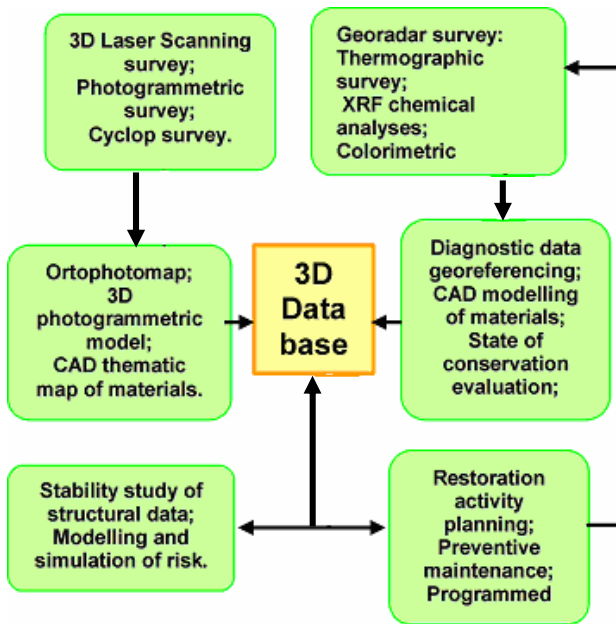 3D Laser Scanning
survey;
Photogrammetric
survey;
Cyclop survey.
Georadar survey:
Thermographic
survey;
XRF chemical
analyses;
Colorimetric
Ortophotomap;
3D
photogrammetric
model;
CAD thematic
map of materials.
3D
Data
base
Diagnostic data
georeferencing;
CAD modelling
of materials;
State of
conservation
evaluation;
Stability study of
structural data;
Modelling and
simulation of risk.
Restoration
activity
planning;
Preventive
maintenance;
Programmed